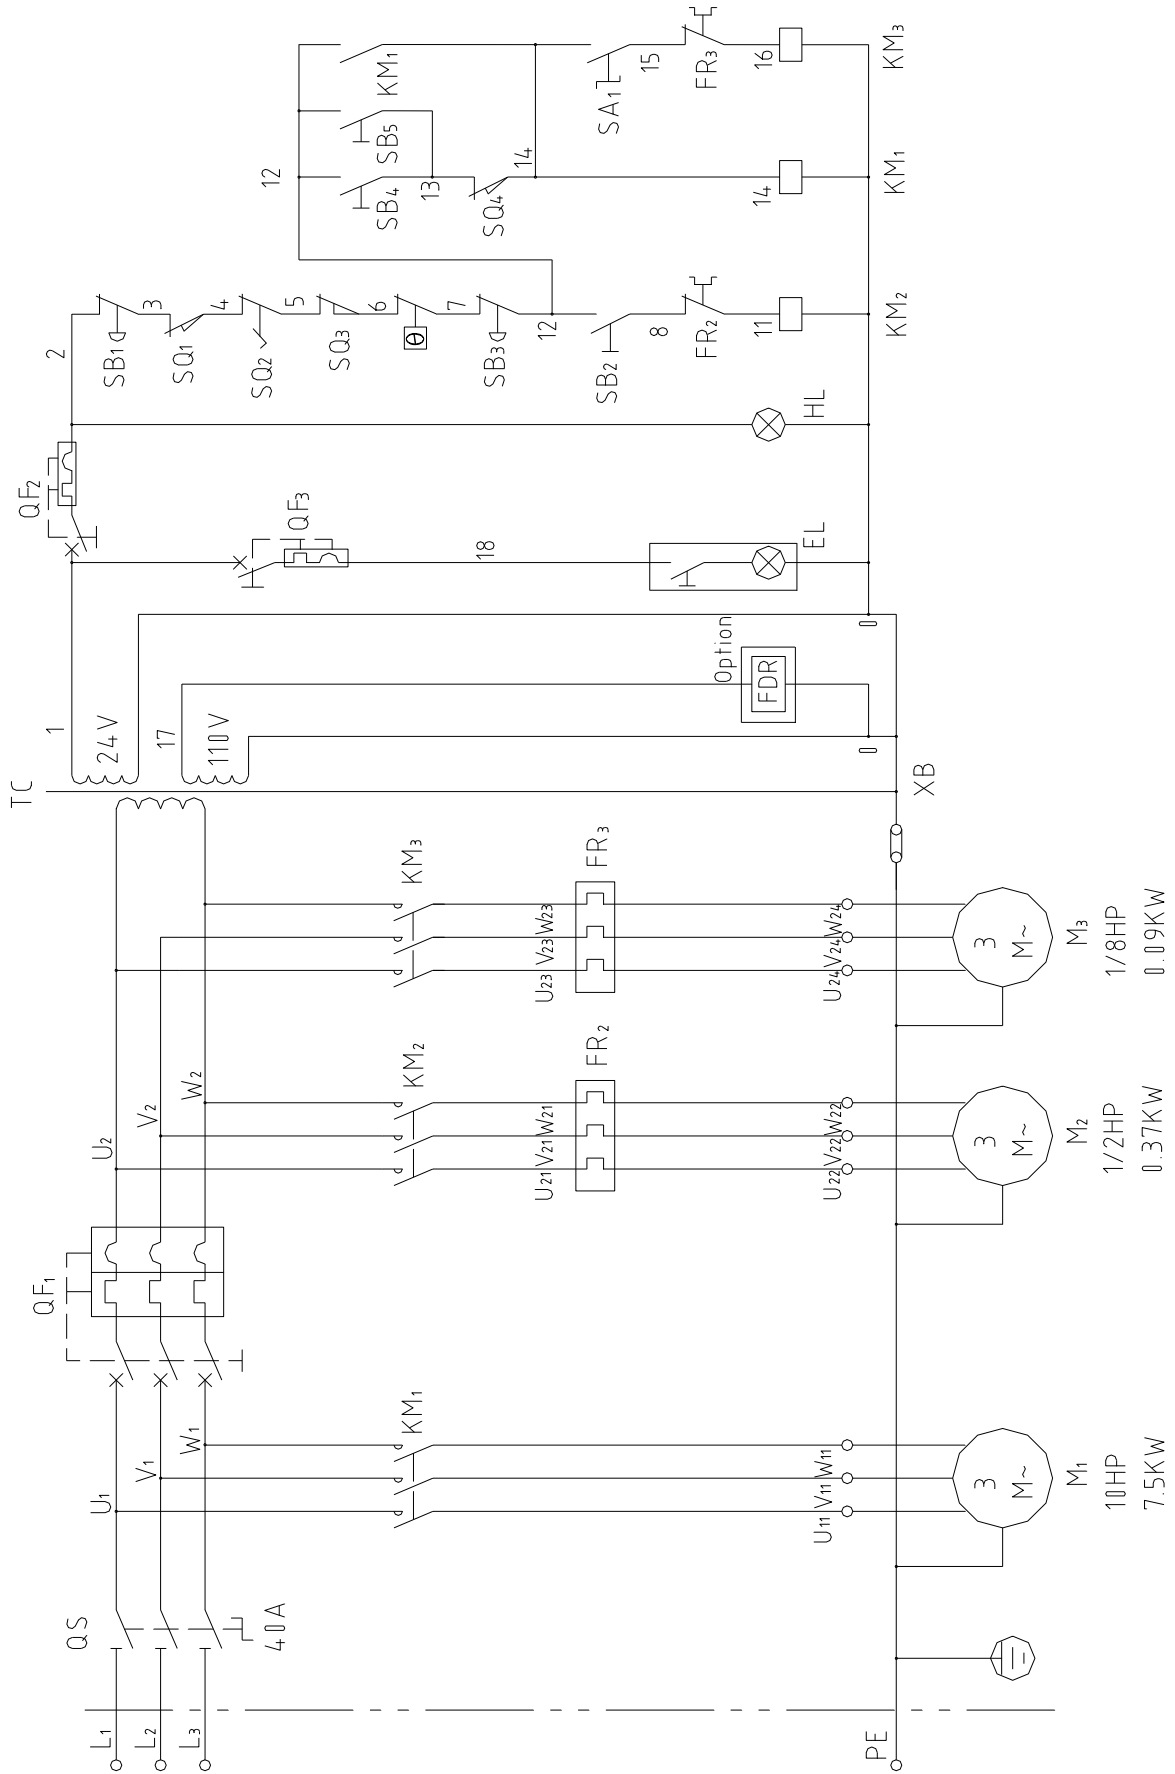 L1
L2
L3
PE
QS
40A
U1
V1
W1
KM1
U11 V11 W11
3
M~
M1
10HP
7.5KW
QF1
U2
V2
W2
KM2
U21 V21 W21
FR2
U22 V22 W22
3
M~
M2
1/2HP
0.37KW
KM3
U23 V23 W23
FR3
U24 V24 W24
3
M~
M3
1/8HP
0.09KW
XB
TC
1
24V
17
110V
0
0
Option
FDR
QF3
18
EL
QF2
HL
2
SB1
3
SQ1
4
SQ2
5
SQ3
6
θ
7
SB3
12
SB2
8
FR2
11
KM2
12
SB4
SB5
KM1
13
SQ4
14
14
KM1
SA1
15
FR3
16
KM3